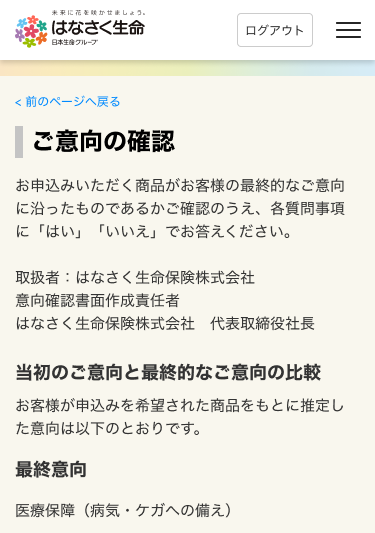 未来に花を咲かせましょう。
はなさく生命
日本生命グループ
ログアウト
< 前のページへ戻る
ご意向の確認
お申込みいただく商品がお客様の最終的なご意向
に沿ったものであるかご確認のうえ、各質問事項
に「はい」「いいえ」でお答えください。
取扱者：はなさく生命保険株式会社
意向確認書面作成責任者
はなさく生命保険株式会社　代表取締役社長
当初のご意向と最終的なご意向の比較
お客様が申込みを希望された商品をもとに推定し
た意向は以下のとおりです。
最終意向
医療保障（病気・ケガへの備え）